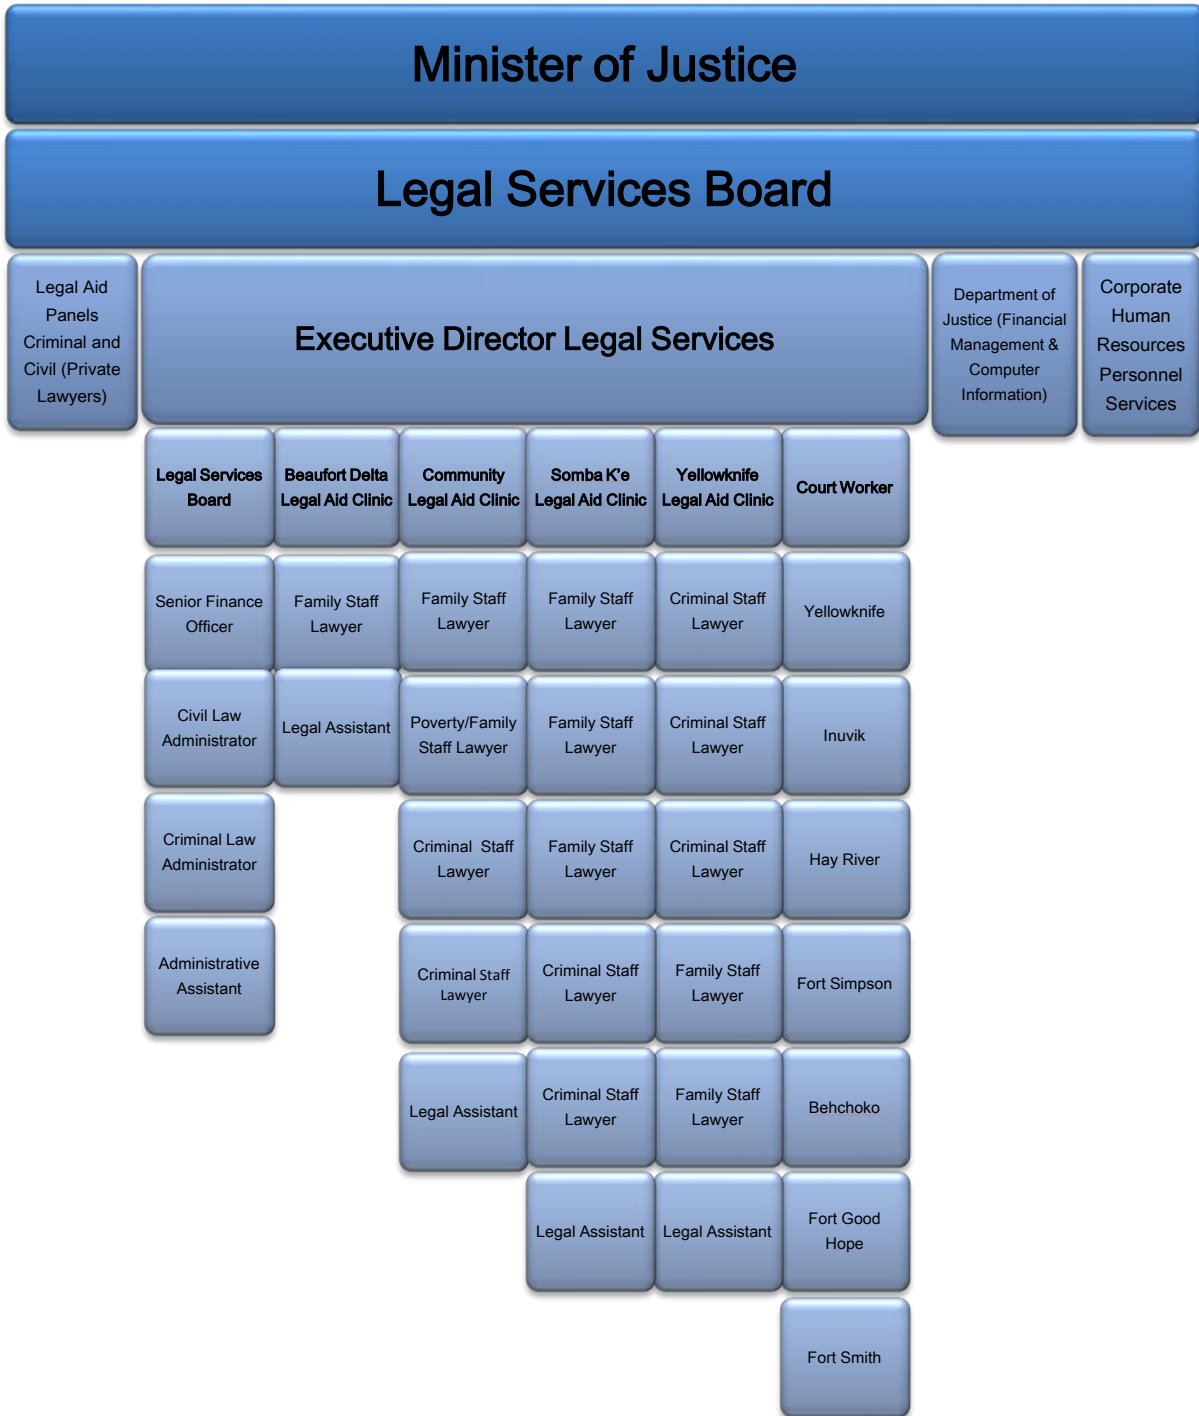 Minister of Justice
Legal Services Board
Legal Aid
Panels
Criminal and
Civil (Private
Lawyers)
Executive Director Legal Services
Department of
Justice (Financial
Management &
Computer
Information)
Corporate
Human
Resources
Personnel
Services
Legal Services
Board
Beaufort Delta
Legal Aid Clinic
Community
Legal Aid Clinic
Somba K'e
Legal Aid Clinic
Yellowknife
Legal Aid Clinic
Court Worker
Senior Finance
Officer
Family Staff
Lawyer
Family Staff
Lawyer
Family Staff
Lawyer
Criminal Staff
Lawyer
Yellowknife
Civil Law
Administrator
Legal Assistant
Poverty/Family
Staff Lawyer
Family Staff
Lawyer
Criminal Staff
Lawyer
Inuvik
Criminal Law
Administrator
Criminal Staff
Lawyer
Family Staff
Lawyer
Criminal Staff
Lawyer
Hay River
Administrative
Assistant
Criminal Staff
Lawyer
Criminal Staff
Lawyer
Family Staff
Lawyer
Fort Simpson
Legal Assistant
Criminal Staff
Lawyer
Family Staff
Lawyer
Behchoko
Legal Assistant
Legal Assistant
Fort Good
Hope
Fort Smith